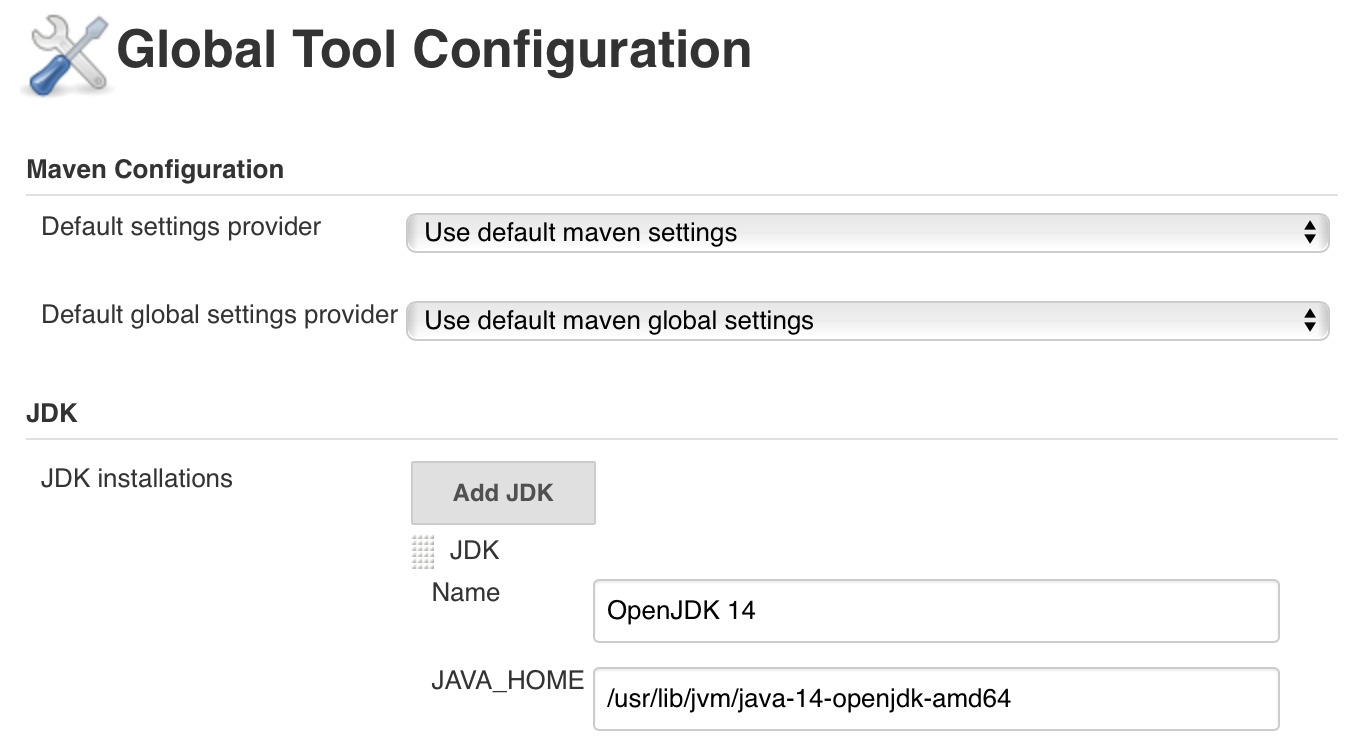 Global Tool Configuration
Maven Configuration
Default settings provider
Use default maven settings
Default global settings provider
Use default maven global settings
JDK
JDK installations
Add JDK
JDK
Name
OpenJDK 14
JAVA_HOME
/usr/lib/jvm/java-14-openjdk-amd64